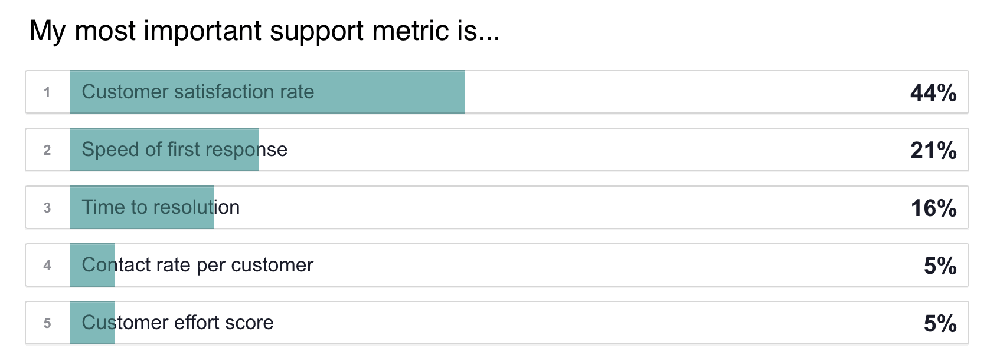 My most important support metric is...
1 Customer satisfaction rate 44%
2 Speed of first response 21%
3 Time to resolution 16%
4 Contact rate per customer 5%
5 Customer effort score 5%